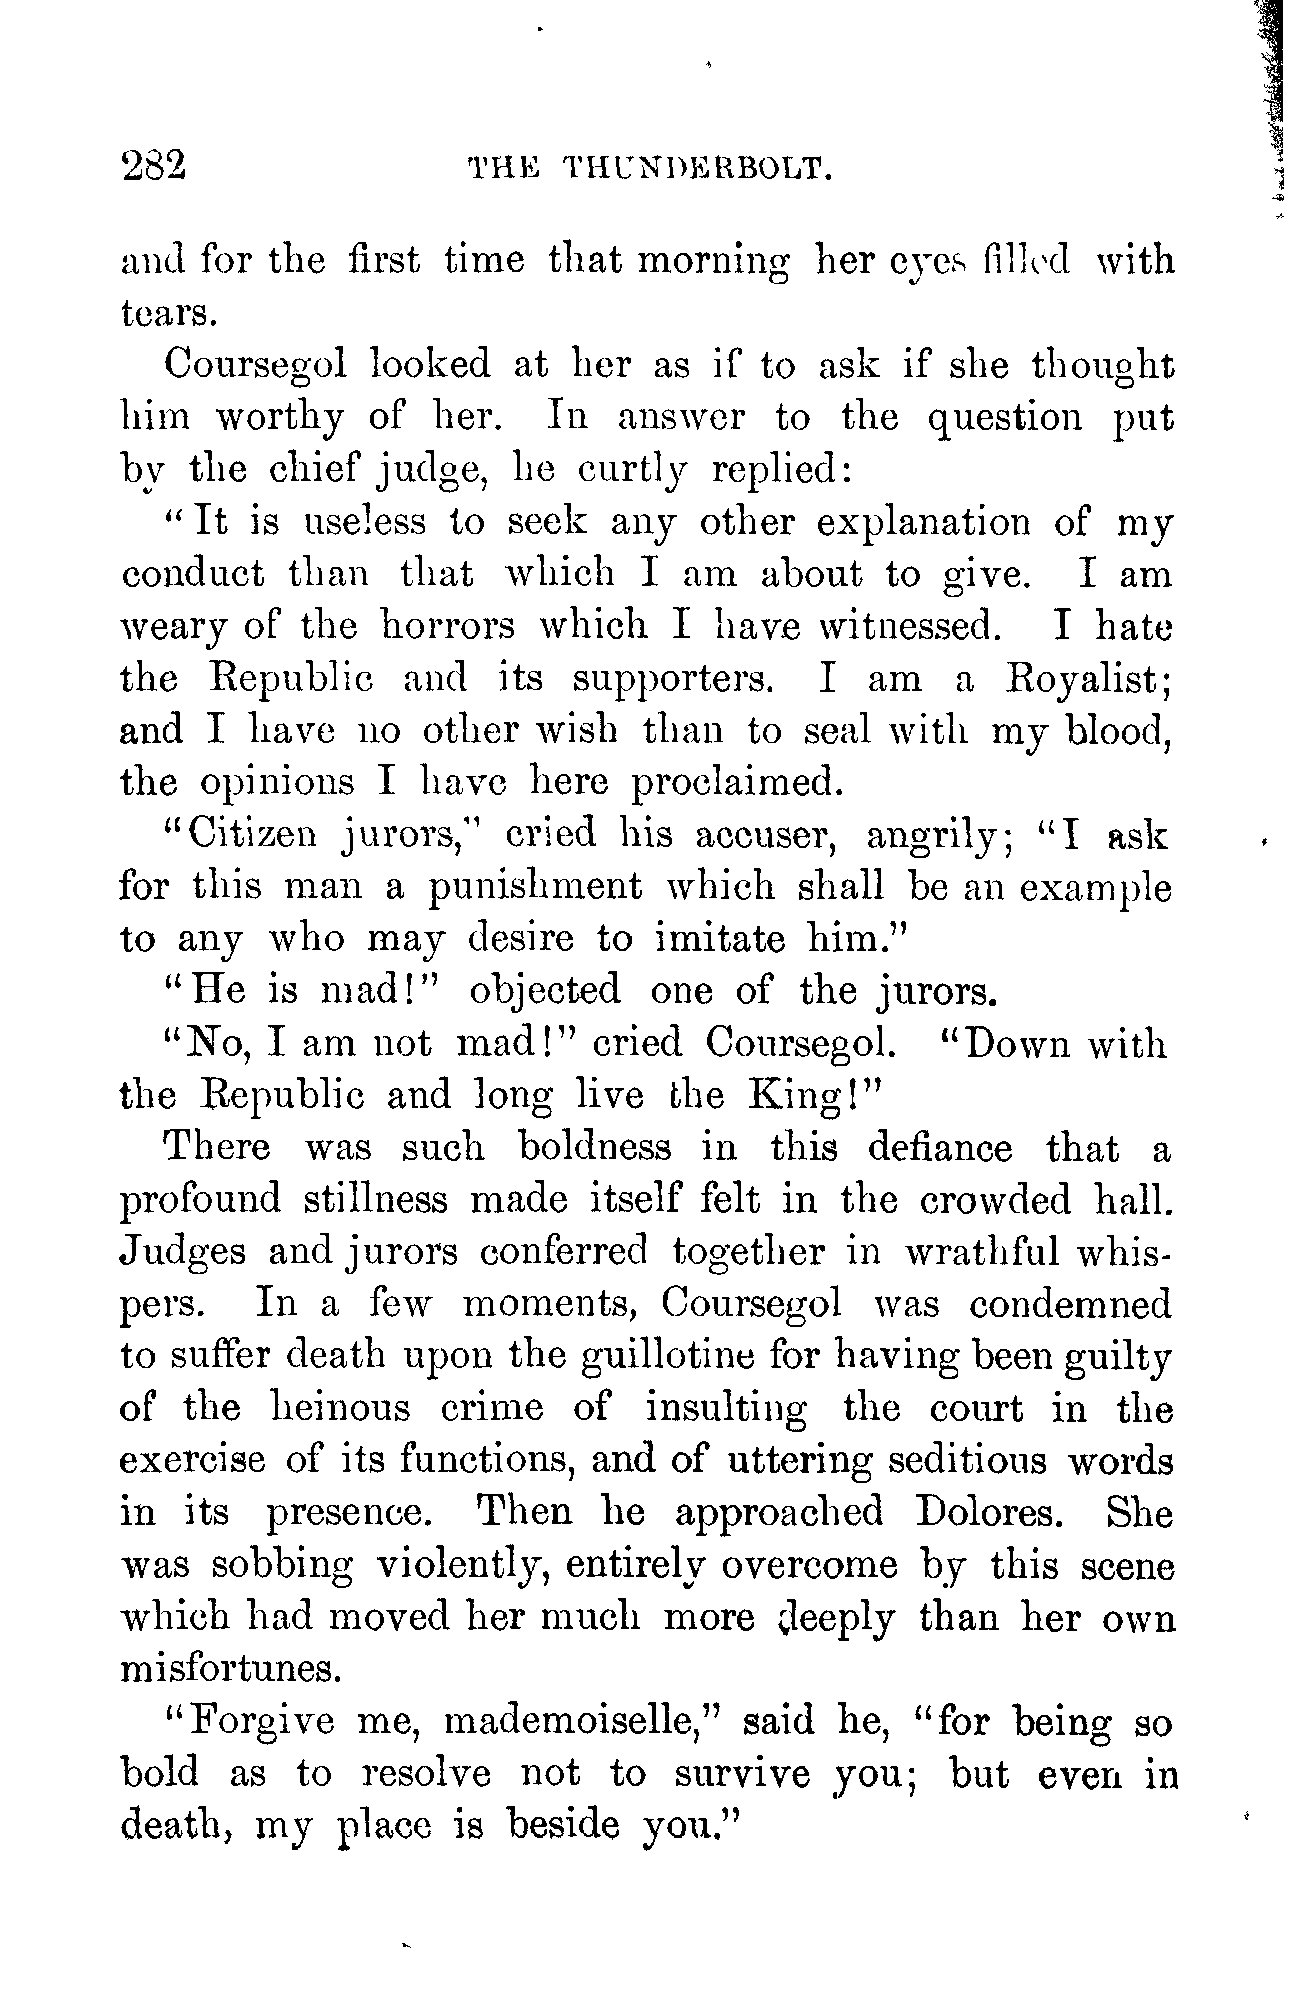 282 THE THUNDERBOLT.
and for the first time that morning her eyes filled with
tears.
Coursegol looked at her as if to ask if she thought
him worthy of her. In answer to the question put
by the chief judge, he curtly replied:
"It is useless to seek any other explanation of my
conduct than that which I am about to give. I am
weary of the horrors which I have witnessed. I hate
the Republic and its supporters. I am a Royalist;
and I have no other wish than to seal with my blood,
the opinions I have here proclaimed.
"Citizen jurors," cried his accuser, angrily; "I ask
for this man a punishment which shall be an example
to any who may desire to imitate him."
"He is mad!" objected one of the jurors.
"No, I am not mad!" cried Coursegol. "Down with
the Republic and long live the King!"
There was such boldness in this defiance that a
profound stillness made itself felt in the crowded hall.
Judges and jurors conferred together in wrathful whis-
pers. In a few moments, Coursegol was condemned
to suffer death upon the guillotine for having been guilty
of the heinous crime of insulting the court in the
exercise of its functions, and of uttering seditious words
in its presence. Then he approached Dolores. She
was sobbing violently, entirely overcome by this scene
which had moved her much more deeply than her own
misfortunes.
"Forgive me, mademoiselle," said he, "for being so
bold as to resolve not to survive you; but even in
death, my place is beside you."